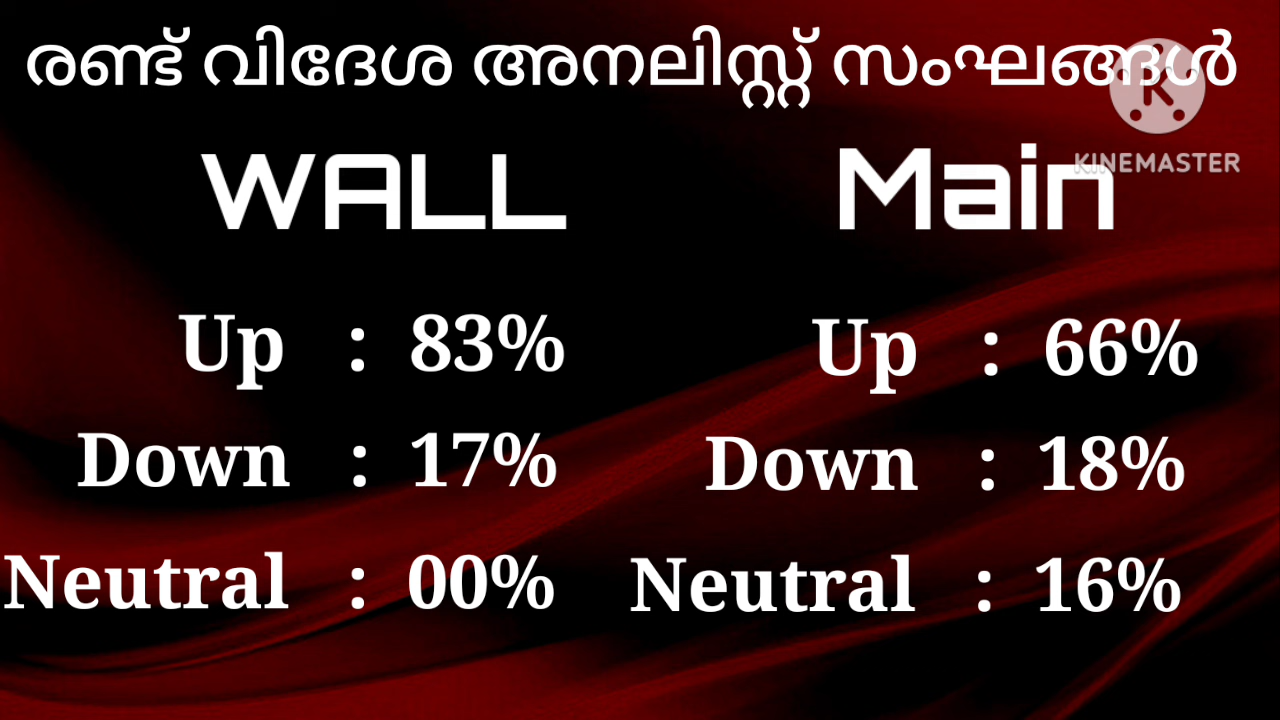 രണ്ട് വിദേശ അനലിസ്റ്റ് സംഘങ്ങൾ
K
KINEMASTER
WALL Main
Up : 83% Up : 66%
Down : 17% Down : 18%
Neutral : 00% Neutral : 16%